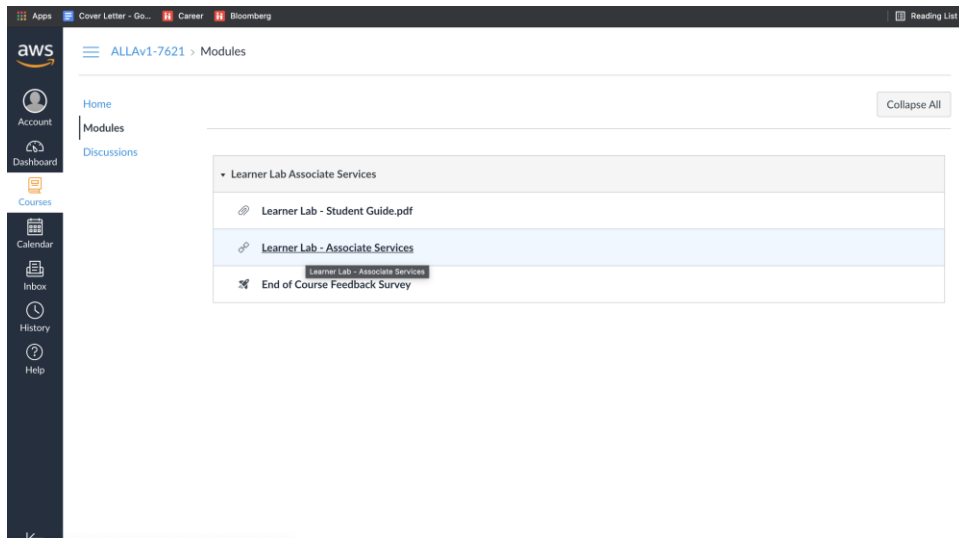 Apps Cover Letter - Go... Career Bloomberg Reading List
aws
ALLAv1-7621 > Modules
Account
Dashboard
Courses
Calendar
Inbox
History
Help
Home
Modules
Discussions
Collapse All
Learner Lab Associate Services
Learner Lab - Student Guide.pdf
Learner Lab - Associate Services
Learner Lab - Associate Services
End of Course Feedback Survey